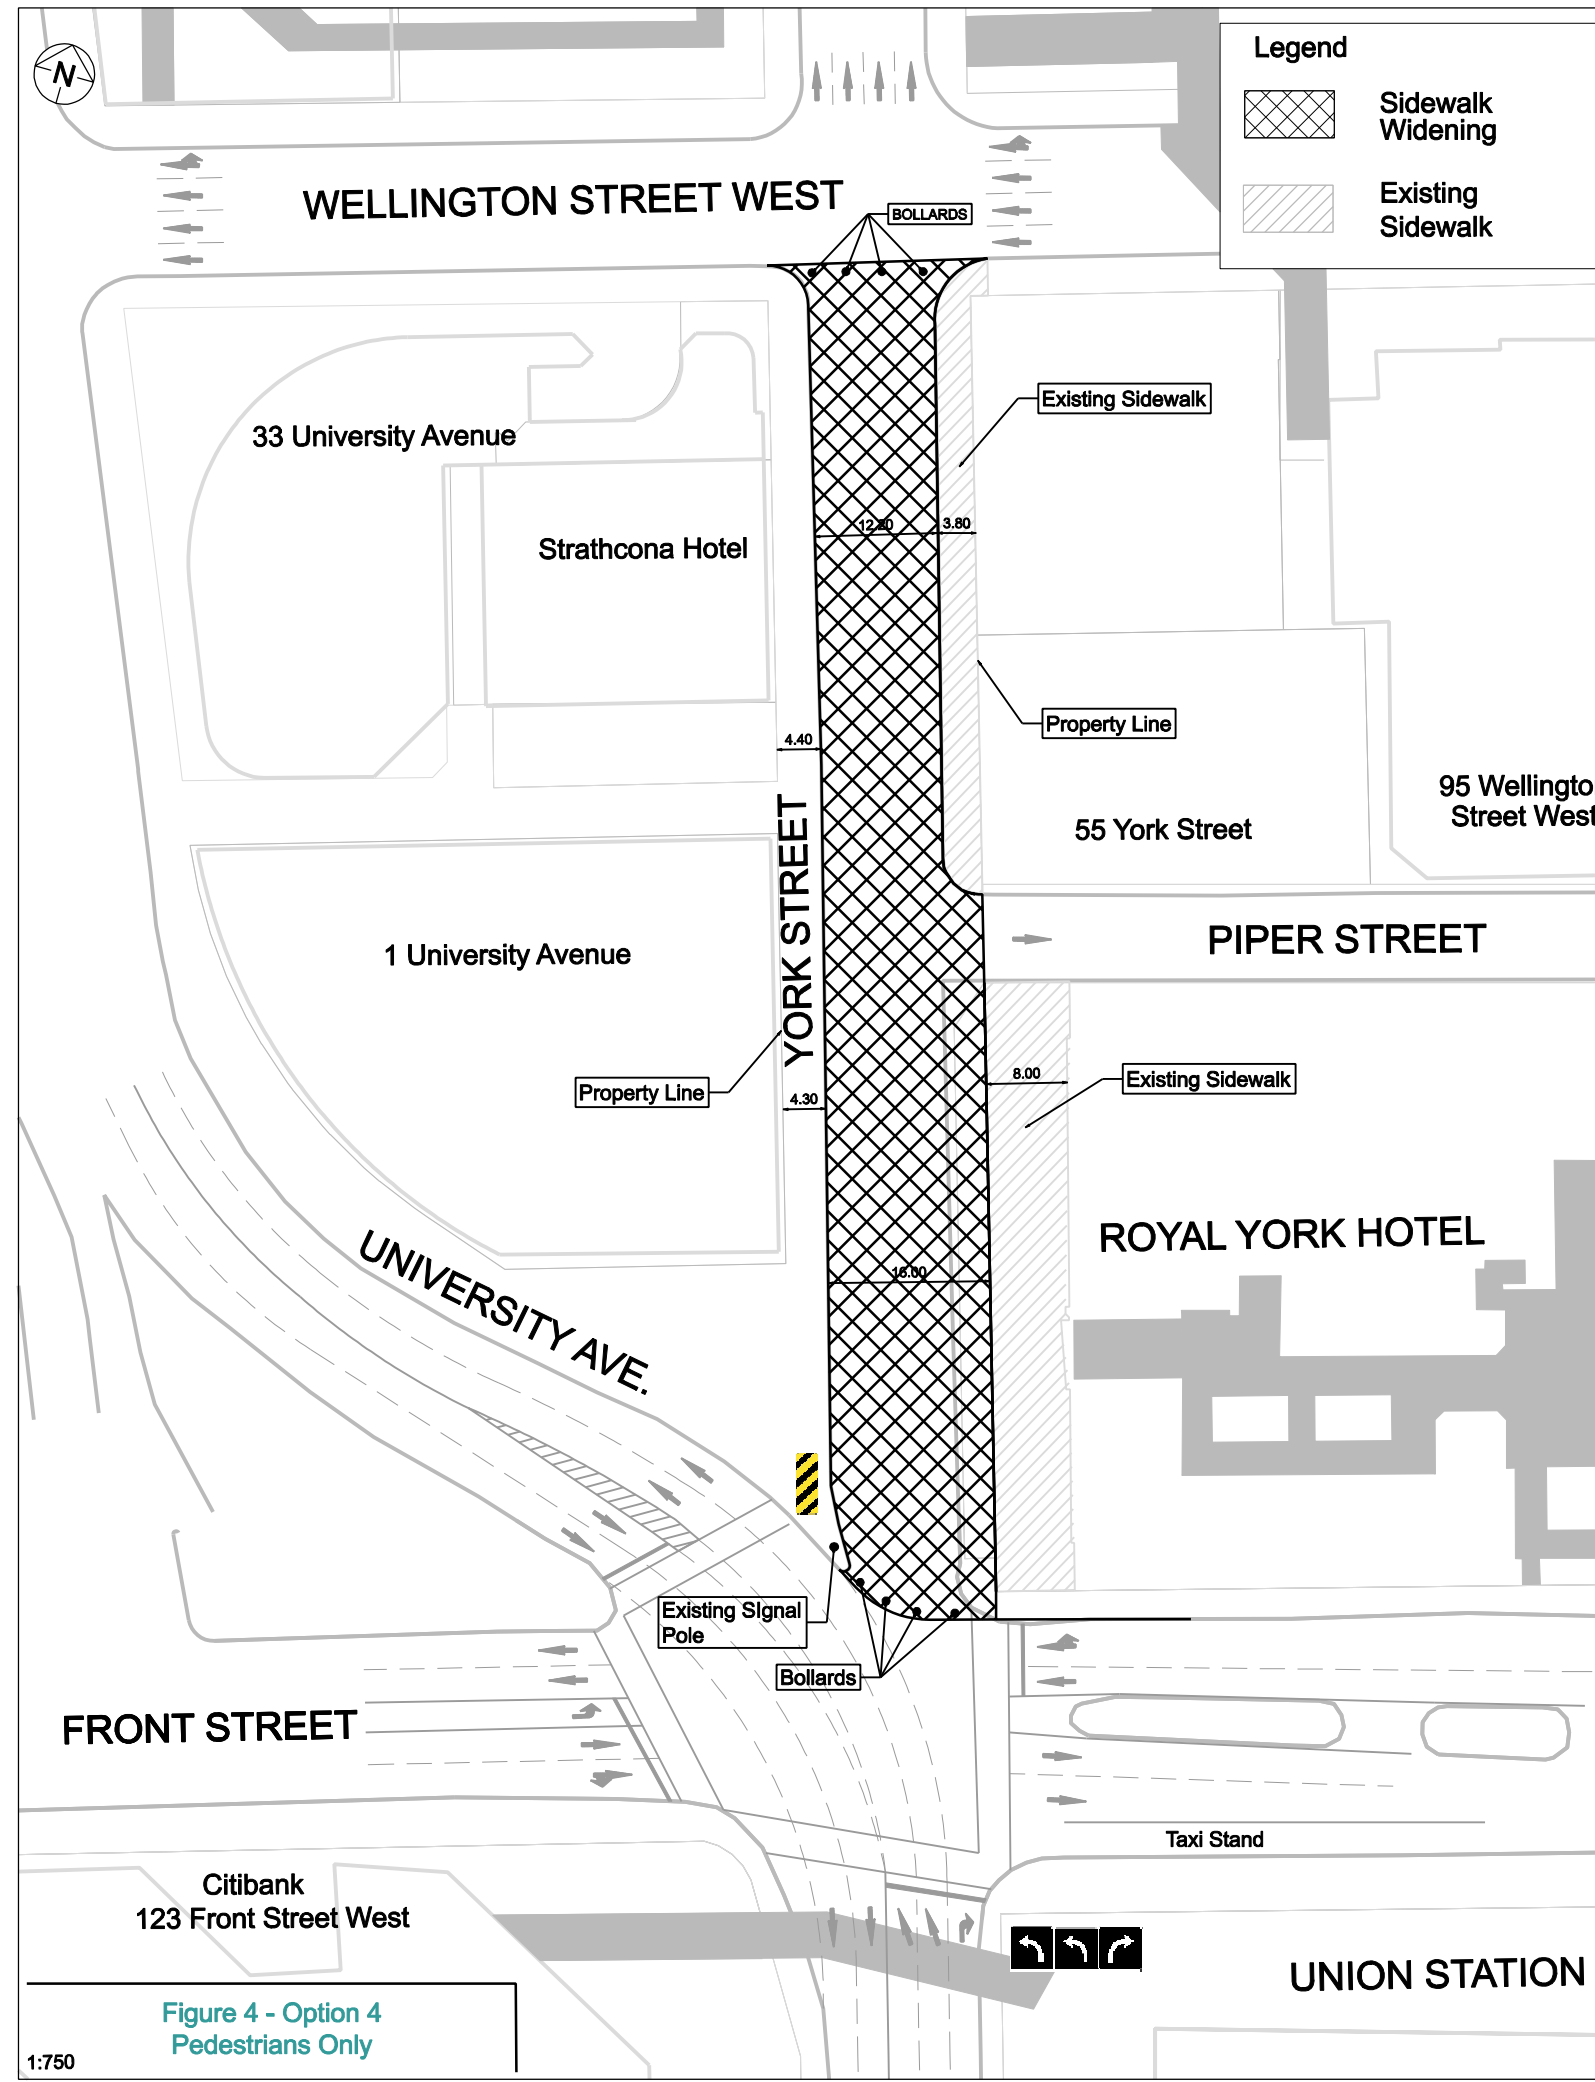 Legend
Sidewalk
Widening
Existing
Sidewalk
N
WELLINGTON STREET WEST
BOLLARDS
33 University Avenue
Existing Sidewalk
Strathcona Hotel
12.20
3.80
Property Line
4.40
YORK STREET
55 York Street
95 Wellingto
Street West
1 University Avenue
PIPER STREET
Property Line
4.30
8.00
Existing Sidewalk
UNIVERSITY AVE.
ROYAL YORK HOTEL
16.00
Existing SIgnal
Pole
Bollards
FRONT STREET
Taxi Stand
Citibank
123 Front Street West
UNION STATION
Figure 4 - Option 4
Pedestrians Only
1:750